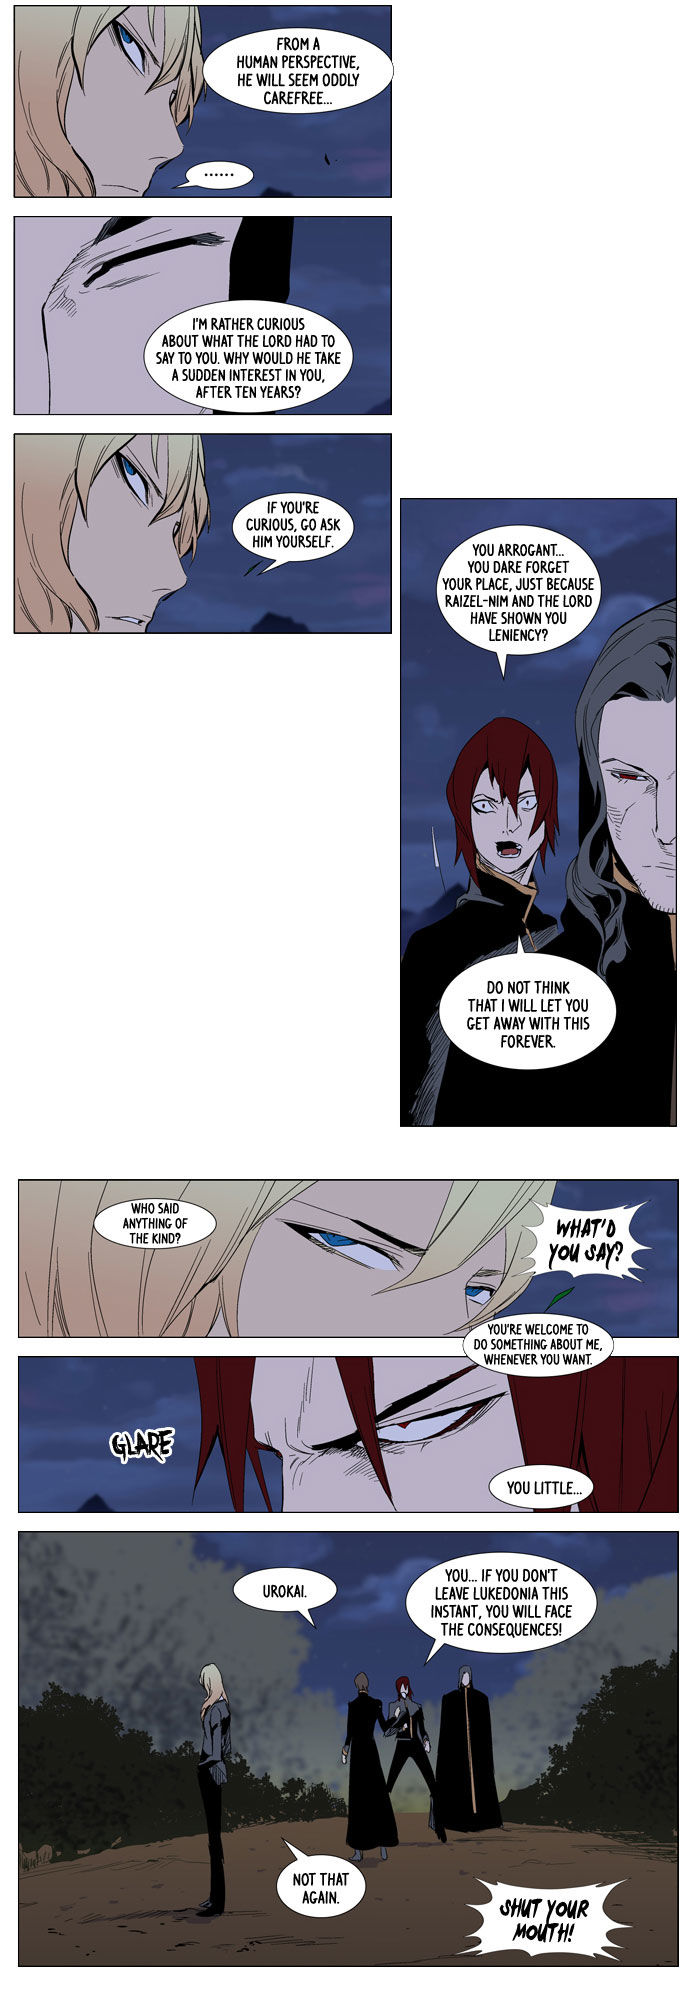 FROM A
HUMAN PERSPECTIVE,
HE WILL SEEM ODDLY
CAREFREE...
......
I'M RATHER CURIOUS
ABOUT WHAT THE LORD HAD TO
SAY TO YOU. WHY WOULD HE TAKE
A SUDDEN INTEREST IN YOU,
AFTER TEN YEARS?
IF YOU'RE
CURIOUS, GO ASK
HIM YOURSELF.
YOU ARROGANT...
YOU DARE FORGET
YOUR PLACE, JUST BECAUSE
RAIZEL-NIM AND THE LORD
HAVE SHOWN YOU
LENIENCY?
DO NOT THINK
THAT I WILL LET YOU
GET AWAY WITH THIS
FOREVER.
WHO SAID
ANYTHING OF
THE KIND?
WHAT'D
YOU SAY?
YOU'RE WELCOME TO
DO SOMETHING ABOUT ME,
WHENEVER YOU WANT.
GLARE
YOU LITTLE...
UROKAI.
YOU... IF YOU DON'T
LEAVE LUKEDONIA THIS
INSTANT, YOU WILL FACE
THE CONSEQUENCES!
NOT THAT
AGAIN.
SHUT YOUR
MOUTH!